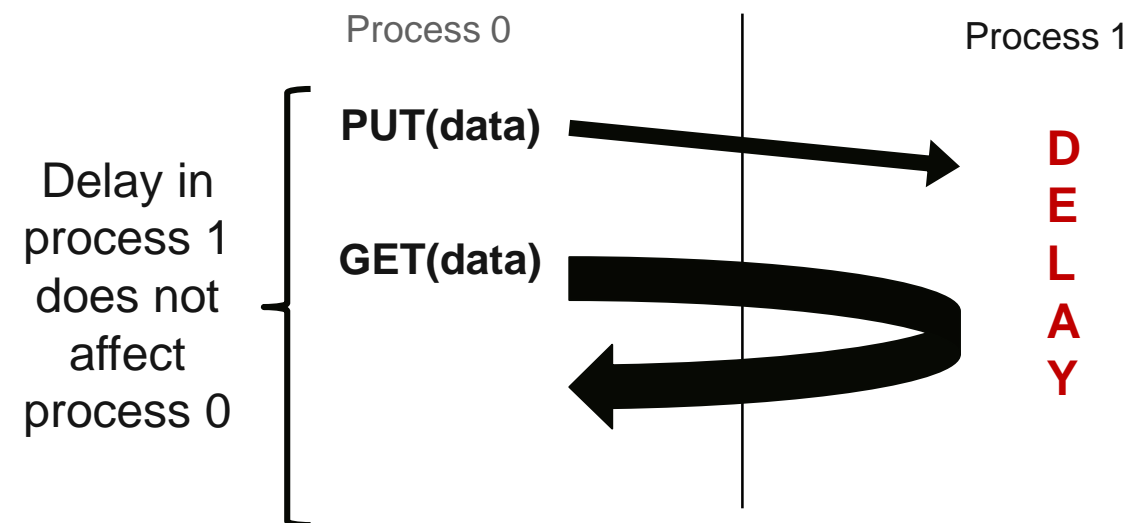 Process 0
Process 1
PUT(data)
GET(data)
Delay in
process 1
does not
affect
process 0
D
E
L
A
Y